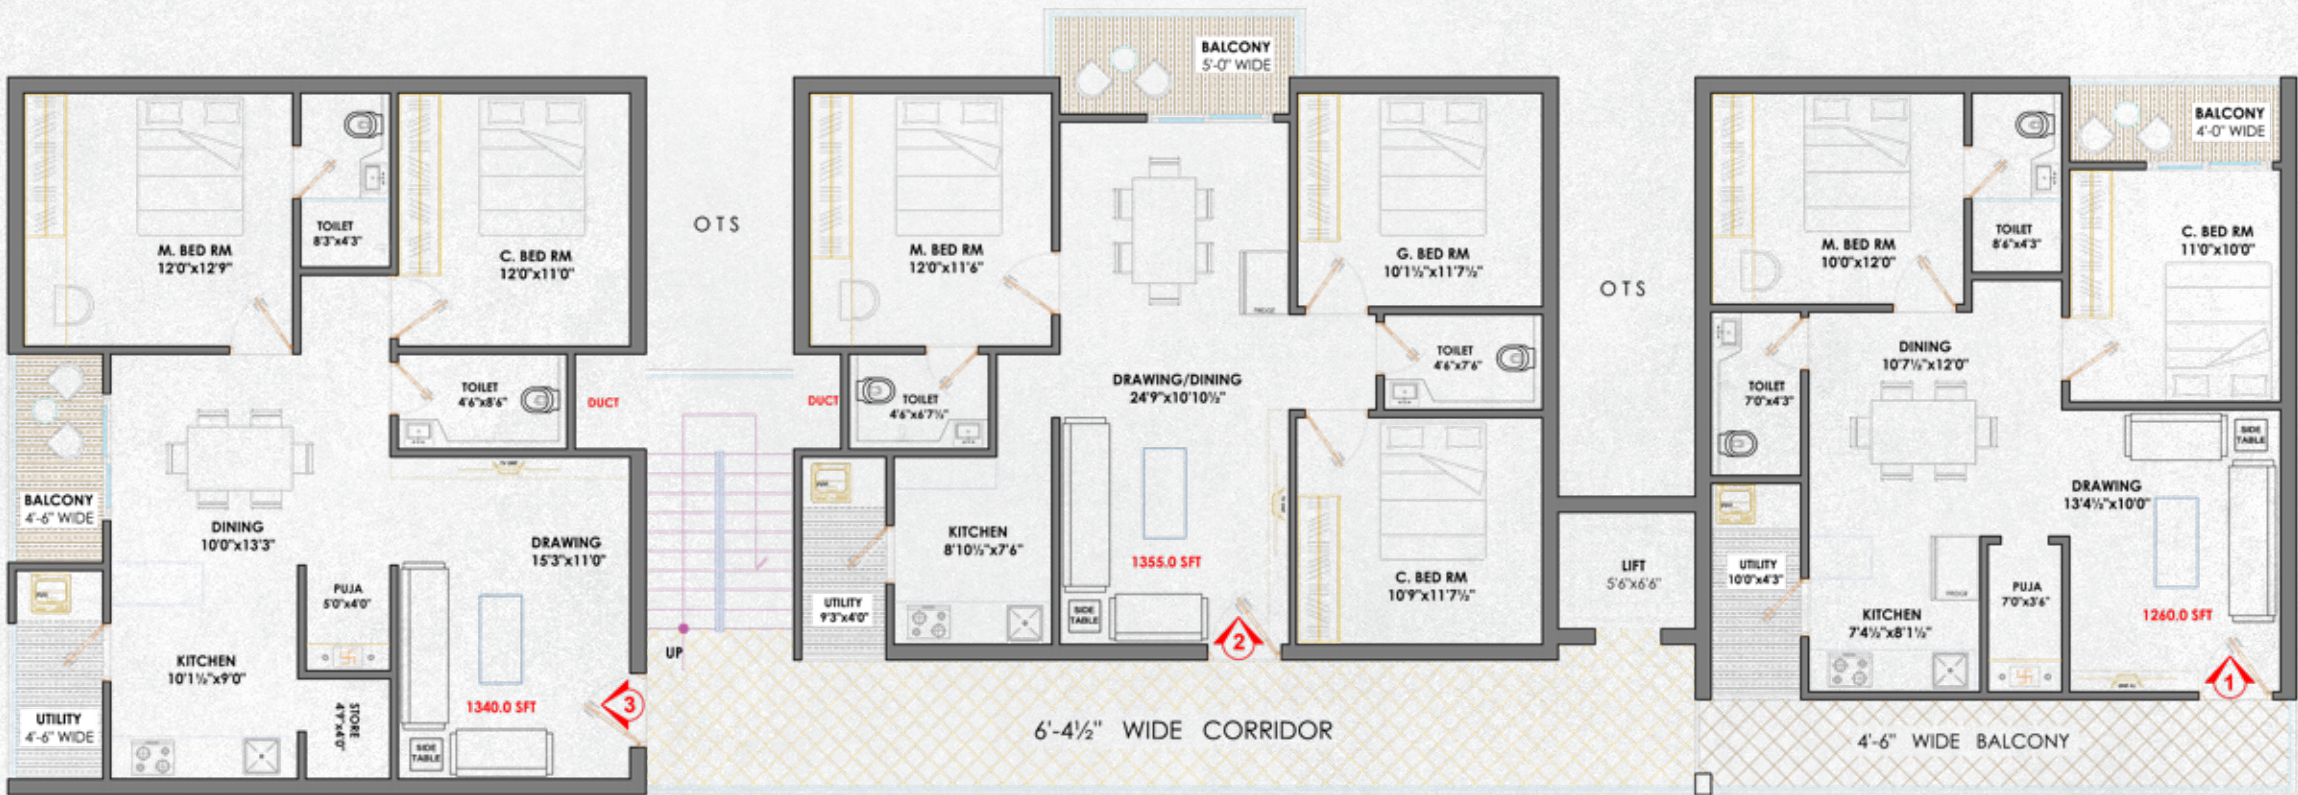 M. BED RM
12'0"x12'9"
TOILET
8'3"x4'3"
C. BED RM
12'0"x11'0"
TOILET
4'6"x8'6"
DUCT
BALCONY
4'-6" WIDE
DINING
10'0"x13'3"
DRAWING
15'3"x11'0"
PUJA
5'0"x4'0"
KITCHEN
10'1½"x9'0"
UTILITY
4'-6" WIDE
STORE
4'9"x4'0"
1340.0 SFT
SIDE
TABLE
3
OTS
UP
BALCONY
5'-0" WIDE
M. BED RM
12'0"x11'6"
G. BED RM
10'1½"x11'7½"
DUCT
TOILET
4'6"x6'7½"
DRAWING/DINING
24'9"x10'10½"
TOILET
4'6"x7'6"
KITCHEN
8'10½"x7'6"
UTILITY
9'3"x4'0"
1355.0 SFT
C. BED RM
10'9"x11'7½"
SIDE
TABLE
2
OTS
LIFT
5'6"x6'6"
6'-4½" WIDE CORRIDOR
BALCONY
4'-0" WIDE
M. BED RM
10'0"x12'0"
TOILET
8'6"x4'3"
C. BED RM
11'0"x10'0"
DINING
10'7½"x12'0"
TOILET
7'0"x4'3"
SIDE
TABLE
DRAWING
13'4½"x10'0"
UTILITY
10'0"x4'3"
FRIDGE
PUJA
7'0"x3'6"
KITCHEN
7'4½"x8'1½"
1260.0 SFT
1
4'-6" WIDE BALCONY